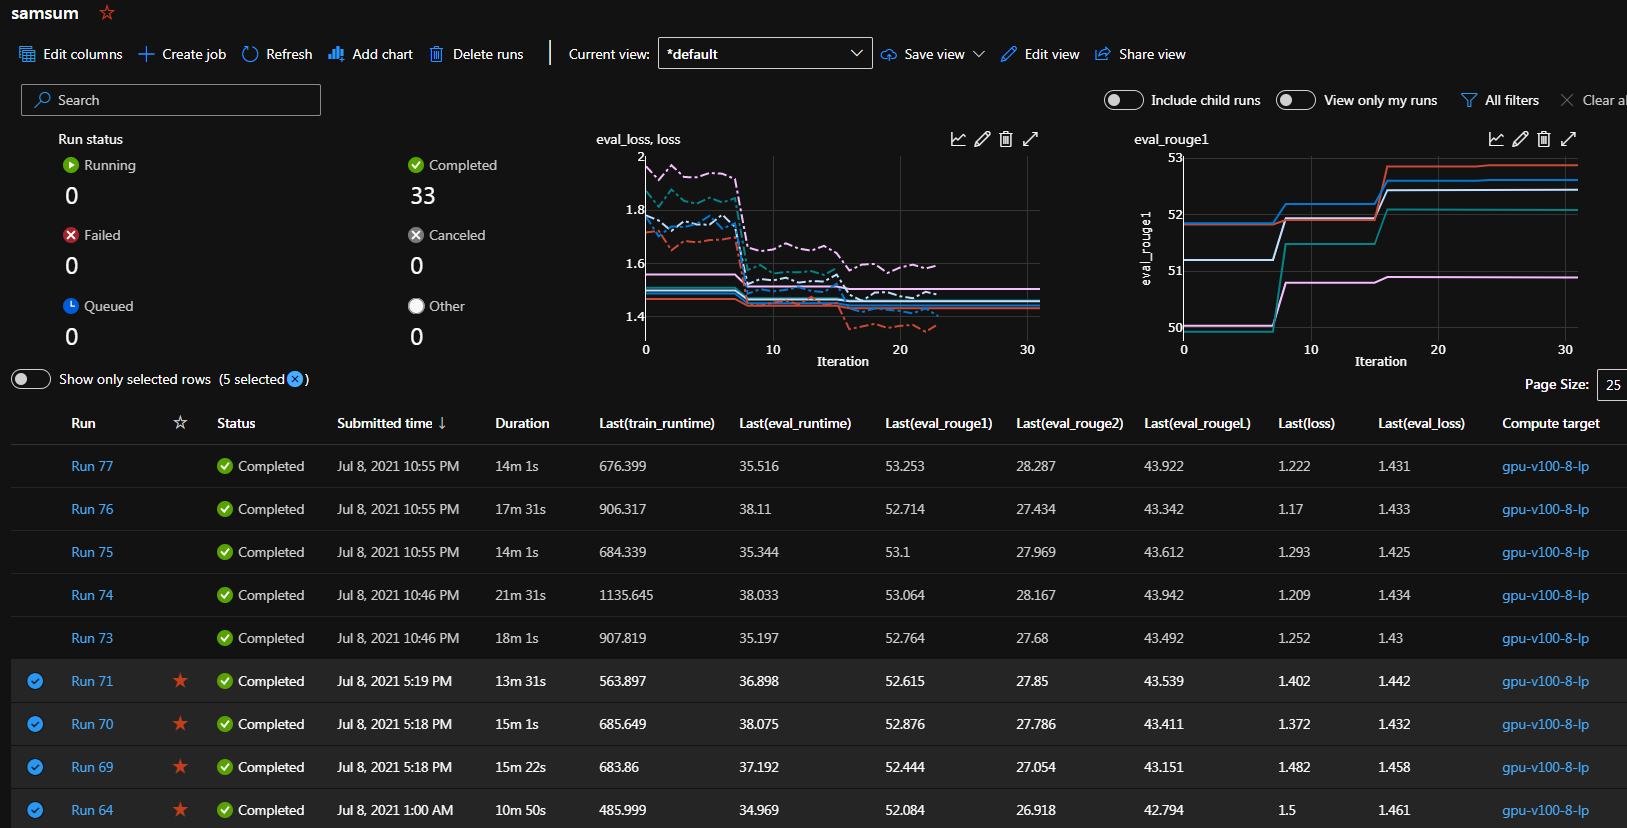 samsum
Edit columns Create job Refresh Add chart Delete runs Current view: *default Save view Edit view Share view
Search Include child runs View only my runs All filters Clear al
Run status
Running Completed
0 33
Failed Canceled
0 0
Queued Other
0 0
eval_loss, loss
2
1.8
1.6
1.4
0 10 20 30
Iteration
eval_rouge1
53
52
51
50
eval_rouge1
0 10 20 30
Iteration
Show only selected rows (5 selected )
Page Size: 25
Run Status Submitted time ↓ Duration Last(train_runtime) Last(eval_runtime) Last(eval_rouge1) Last(eval_rouge2) Last(eval_rougeL) Last(loss) Last(eval_loss) Compute target
Run 77 Completed Jul 8, 2021 10:55 PM 14m 1s 676.399 35.516 53.253 28.287 43.922 1.222 1.431 gpu-v100-8-lp
Run 76 Completed Jul 8, 2021 10:55 PM 17m 31s 906.317 38.11 52.714 27.434 43.342 1.17 1.433 gpu-v100-8-lp
Run 75 Completed Jul 8, 2021 10:55 PM 14m 1s 684.339 35.344 53.1 27.969 43.612 1.293 1.425 gpu-v100-8-lp
Run 74 Completed Jul 8, 2021 10:46 PM 21m 31s 1135.645 38.033 53.064 28.167 43.942 1.209 1.434 gpu-v100-8-lp
Run 73 Completed Jul 8, 2021 10:46 PM 18m 1s 907.819 35.197 52.764 27.68 43.492 1.252 1.43 gpu-v100-8-lp
Run 71 Completed Jul 8, 2021 5:19 PM 13m 31s 563.897 36.898 52.615 27.85 43.539 1.402 1.442 gpu-v100-8-lp
Run 70 Completed Jul 8, 2021 5:18 PM 15m 1s 685.649 38.075 52.876 27.786 43.411 1.372 1.432 gpu-v100-8-lp
Run 69 Completed Jul 8, 2021 5:18 PM 15m 22s 683.86 37.192 52.444 27.054 43.151 1.482 1.458 gpu-v100-8-lp
Run 64 Completed Jul 8, 2021 1:00 AM 10m 50s 485.999 34.969 52.084 26.918 42.794 1.5 1.461 gpu-v100-8-lp